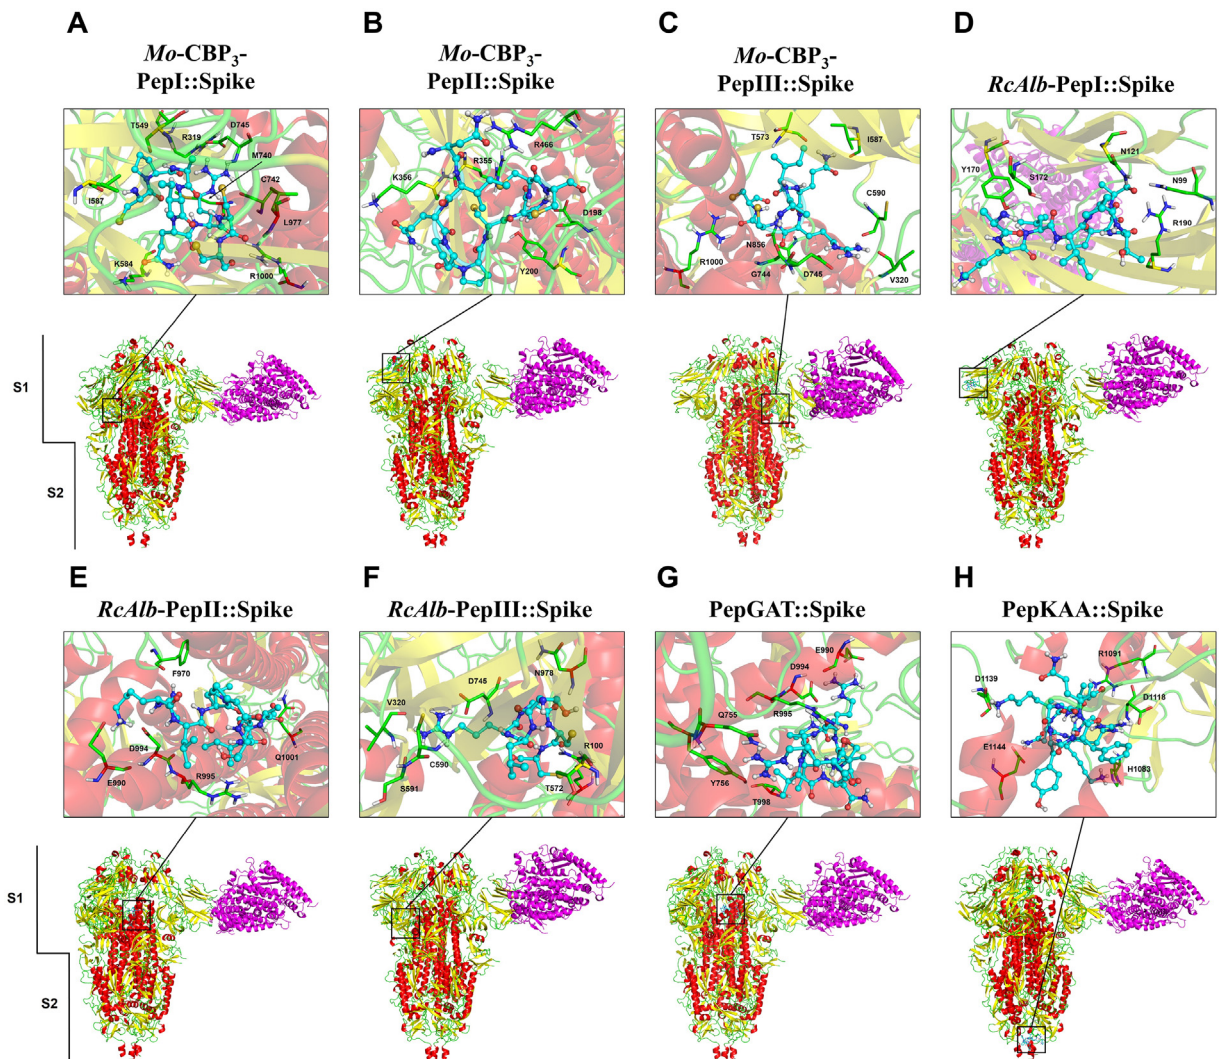 A
Mo-CBP₃-
PepI::Spike
T549
R319
D745
M740
C742
I587
L977
K584
R1000
B
Mo-CBP₃-
PepII::Spike
R466
R355
K356
D198
Y200
C
Mo-CBP₃-
PepIII::Spike
T573
I587
C590
R1000
N856
G744
D745
V320
D
RcAlb-PepI::Spike
N121
Y170
S172
N99
R190
S1
S2
E
RcAlb-PepII::Spike
F970
D994
E990
R995
Q1001
F
RcAlb-PepIII::Spike
N978
D745
V320
C590
S591
R100
T572
G
PepGAT::Spike
E990
D994
Q755
R995
Y756
T998
H
PepKAA::Spike
R1091
D1139
D1118
E1144
H1083
S1
S2